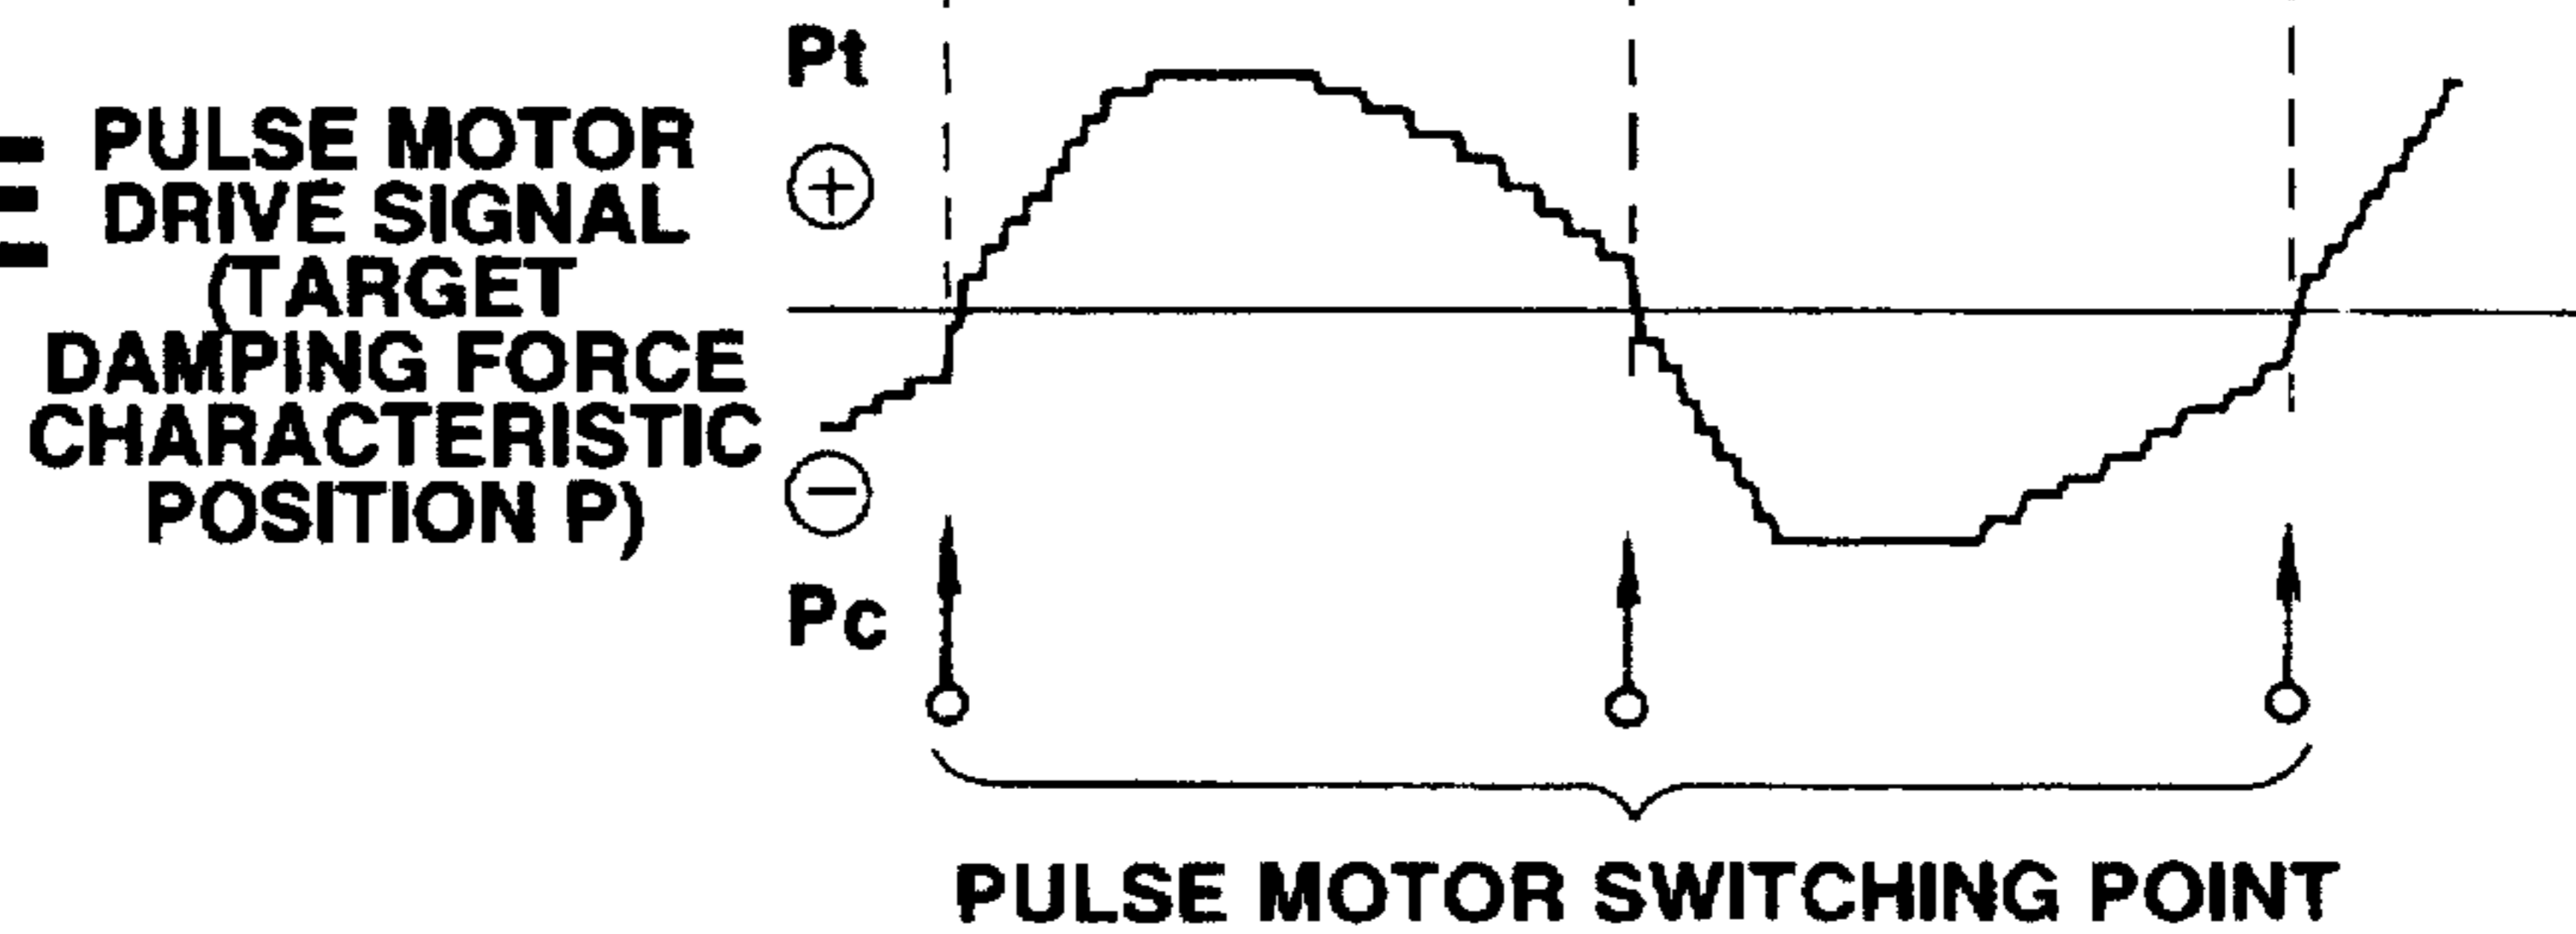 Pt
+
PULSE MOTOR
DRIVE SIGNAL
(TARGET
DAMPING FORCE
CHARACTERISTIC
POSITION P)
−
Pc
PULSE MOTOR SWITCHING POINT